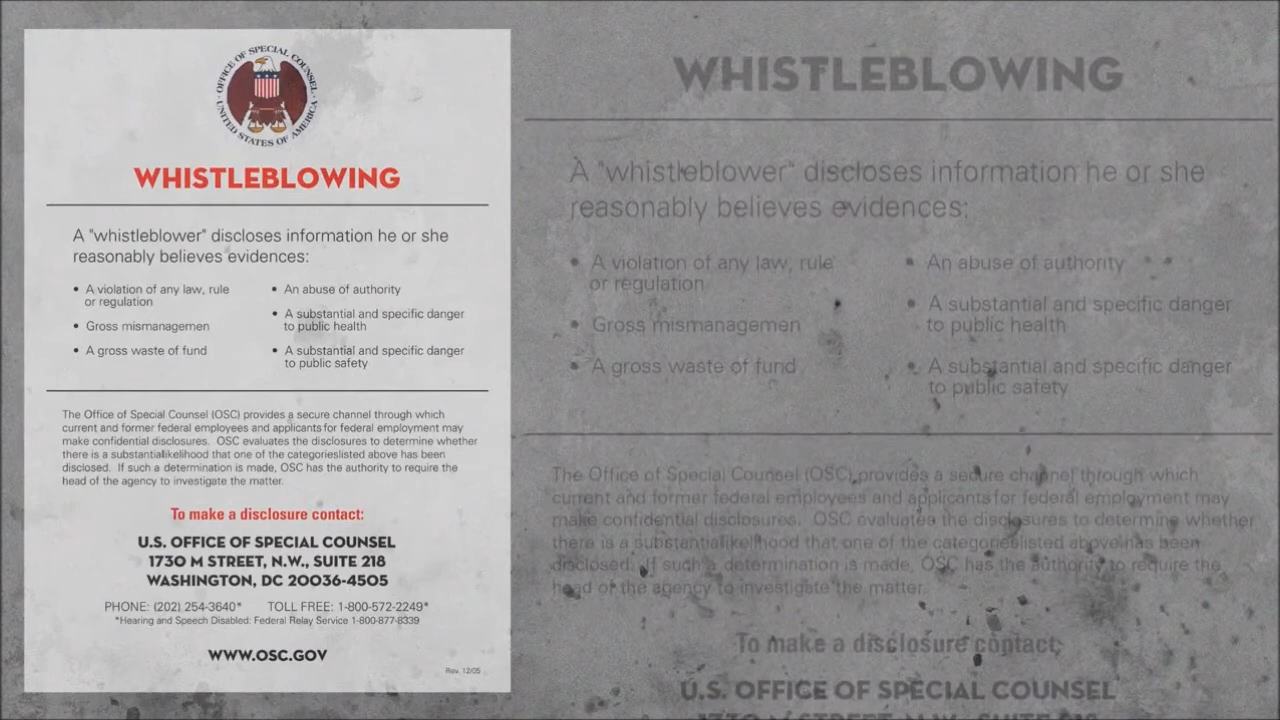 OFFICE OF SPECIAL COUNSEL
UNITED STATES OF AMERICA
WHISTLEBLOWING
A "whistleblower" discloses information he or she
reasonably believes evidences:
• A violation of any law, rule
or regulation
• Gross mismanagemen
• A gross waste of fund
• An abuse of authority
• A substantial and specific danger
to public health
• A substantial and specific danger
to public safety
The Office of Special Counsel (OSC) provides a secure channel through which
current and former federal employees and applicants for federal employment may
make confidential disclosures. OSC evaluates the disclosures to determine whether
there is a substantialikelihood that one of the categorieslisted above has been
disclosed. If such a determination is made, OSC has the authority to require the
head of the agency to investigate the matter.
To make a disclosure contact:
U.S. OFFICE OF SPECIAL COUNSEL
1730 M STREET, N.W., SUITE 218
WASHINGTON, DC 20036-4505
PHONE: (202) 254-3640* TOLL FREE: 1-800-572-2249*
*Hearing and Speech Disabled: Federal Relay Service 1-800-877-8339
WWW.OSC.GOV
Rev. 12/05
WHISTLEBLOWING
A "whistleblower" discloses information he or she
reasonably believes evidences:
• A violation of any law, rule
or regulation
• Gross mismanagemen
• A gross waste of fund
• An abuse of authority
• A substantial and specific danger
to public health
• A substantial and specific danger
to public safety
The Office of Special Counsel (OSC) provides a secure channel through which
current and former federal employees and applicants for federal employment may
make confidential disclosures. OSC evaluates the disclosures to determine whether
there is a substantialikelihood that one of the categorieslisted above has been
disclosed. If such a determination is made, OSC has the authority to require the
head of the agency to investigate the matter.
To make a disclosure contact:
U.S. OFFICE OF SPECIAL COUNSEL
1730 M STREET, N.W., SUITE 218